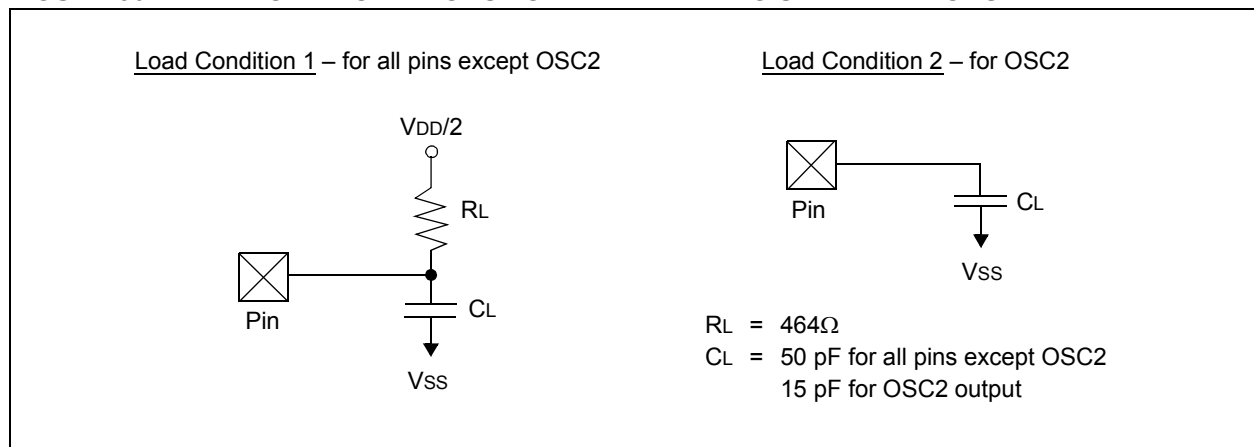 Load Condition 1 – for all pins except OSC2
VDD/2
RL
Pin
CL
VSS
Load Condition 2 – for OSC2
Pin
CL
VSS
RL = 464Ω
CL = 50 pF for all pins except OSC2
15 pF for OSC2 output